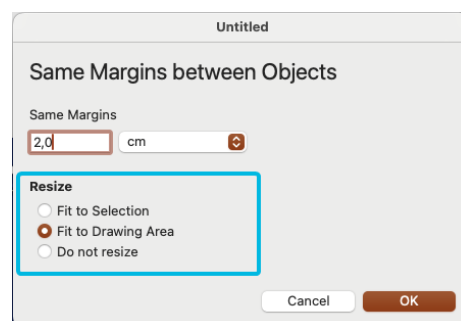 Untitled
Same Margins between Objects
Same Margins
2,0 cm
Resize
Fit to Selection
Fit to Drawing Area
Do not resize
Cancel OK